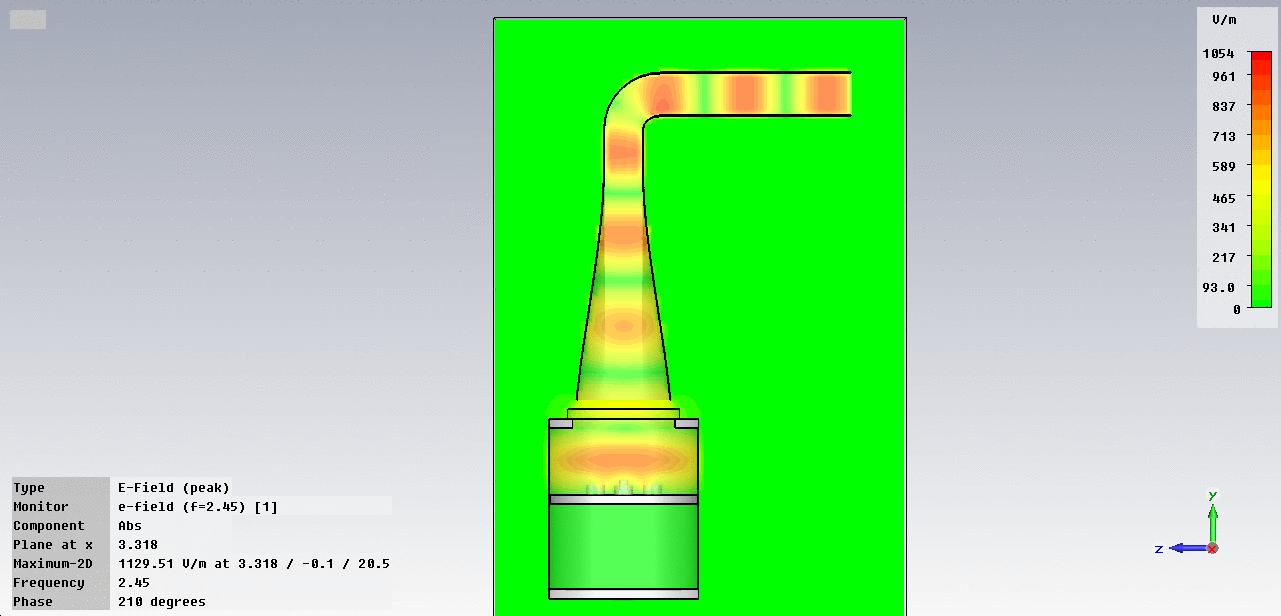 V/m
1054
961
837
713
589
465
341
217
93.0
0
Type E-Field (peak)
Monitor e-field (f=2.45) [1]
Component Abs
Plane at x 3.318
Maximum-2D 1129.51 V/m at 3.318 / -0.1 / 20.5
Frequency 2.45
Phase 210 degrees
y
z
x